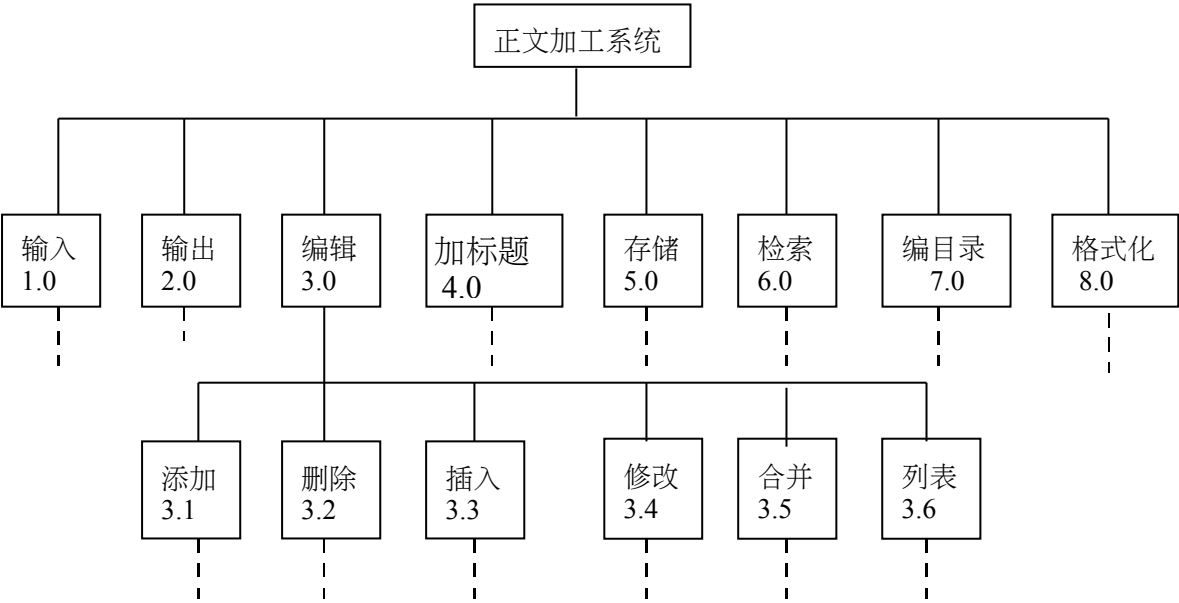 正文加工系统
输入
1.0
输出
2.0
编辑
3.0
加标题
4.0
存储
5.0
检索
6.0
编目录
7.0
格式化
8.0
添加
3.1
删除
3.2
插入
3.3
修改
3.4
合并
3.5
列表
3.6